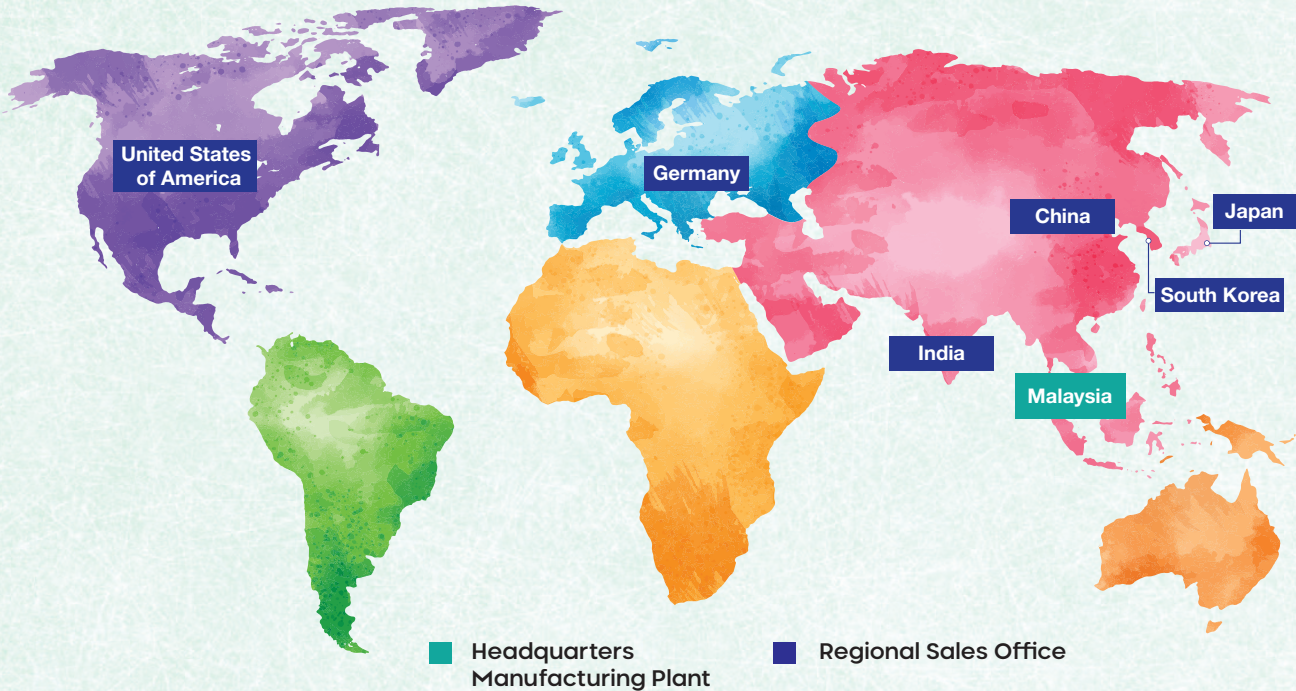 United States
of America
Germany
China
Japan
South Korea
India
Malaysia
Headquarters
Manufacturing Plant
Regional Sales Office